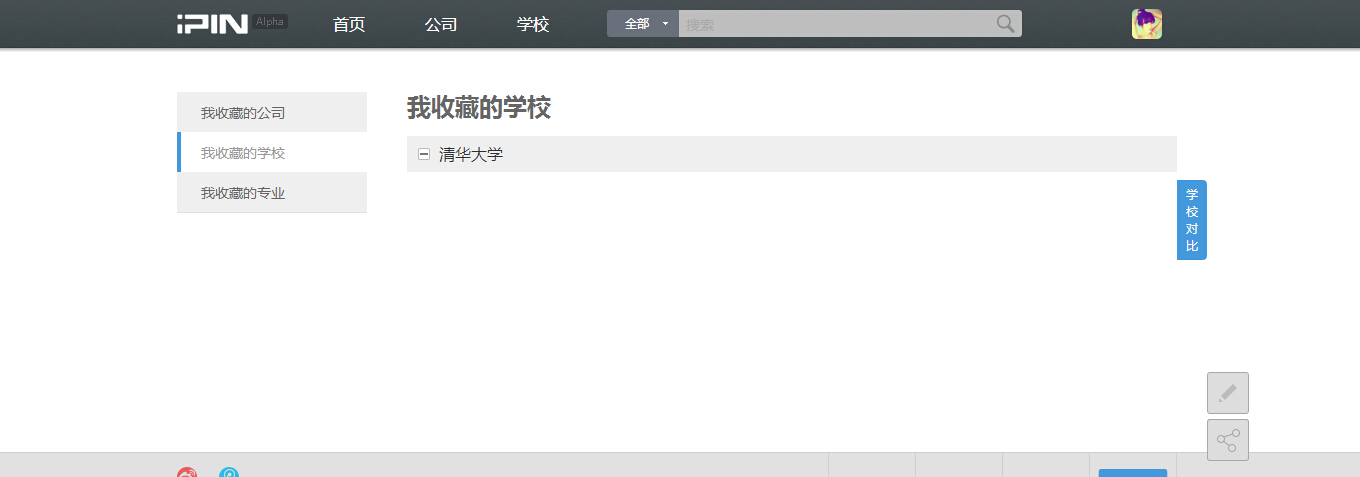 iPIN Alpha 首页 公司 学校 全部 搜索
我收藏的公司
我收藏的学校
我收藏的专业
我收藏的学校
清华大学
学校对比